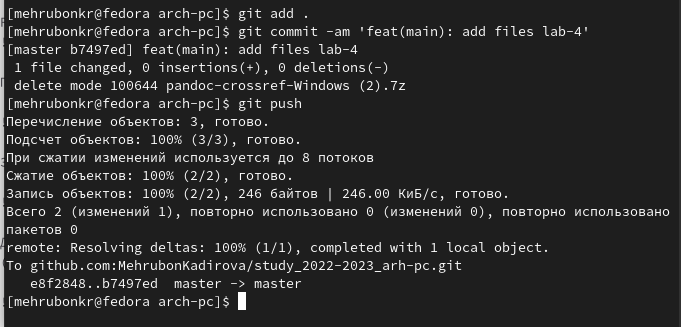 [mehrubonkr@fedora arch-pc]$ git add .
[mehrubonkr@fedora arch-pc]$ git commit -am 'feat(main): add files lab-4'
[master b7497ed] feat(main): add files lab-4
 1 file changed, 0 insertions(+), 0 deletions(-)
 delete mode 100644 pandoc-crossref-Windows (2).7z
[mehrubonkr@fedora arch-pc]$ git push
Перечисление объектов: 3, готово.
Подсчет объектов: 100% (3/3), готово.
При сжатии изменений используется до 8 потоков
Сжатие объектов: 100% (2/2), готово.
Запись объектов: 100% (2/2), 246 байтов | 246.00 КиБ/с, готово.
Всего 2 (изменений 1), повторно использовано 0 (изменений 0), повторно использовано
пакетов 0
remote: Resolving deltas: 100% (1/1), completed with 1 local object.
To github.com:MehrubonKadirova/study_2022-2023_arh-pc.git
   e8f2848..b7497ed  master -> master
[mehrubonkr@fedora arch-pc]$